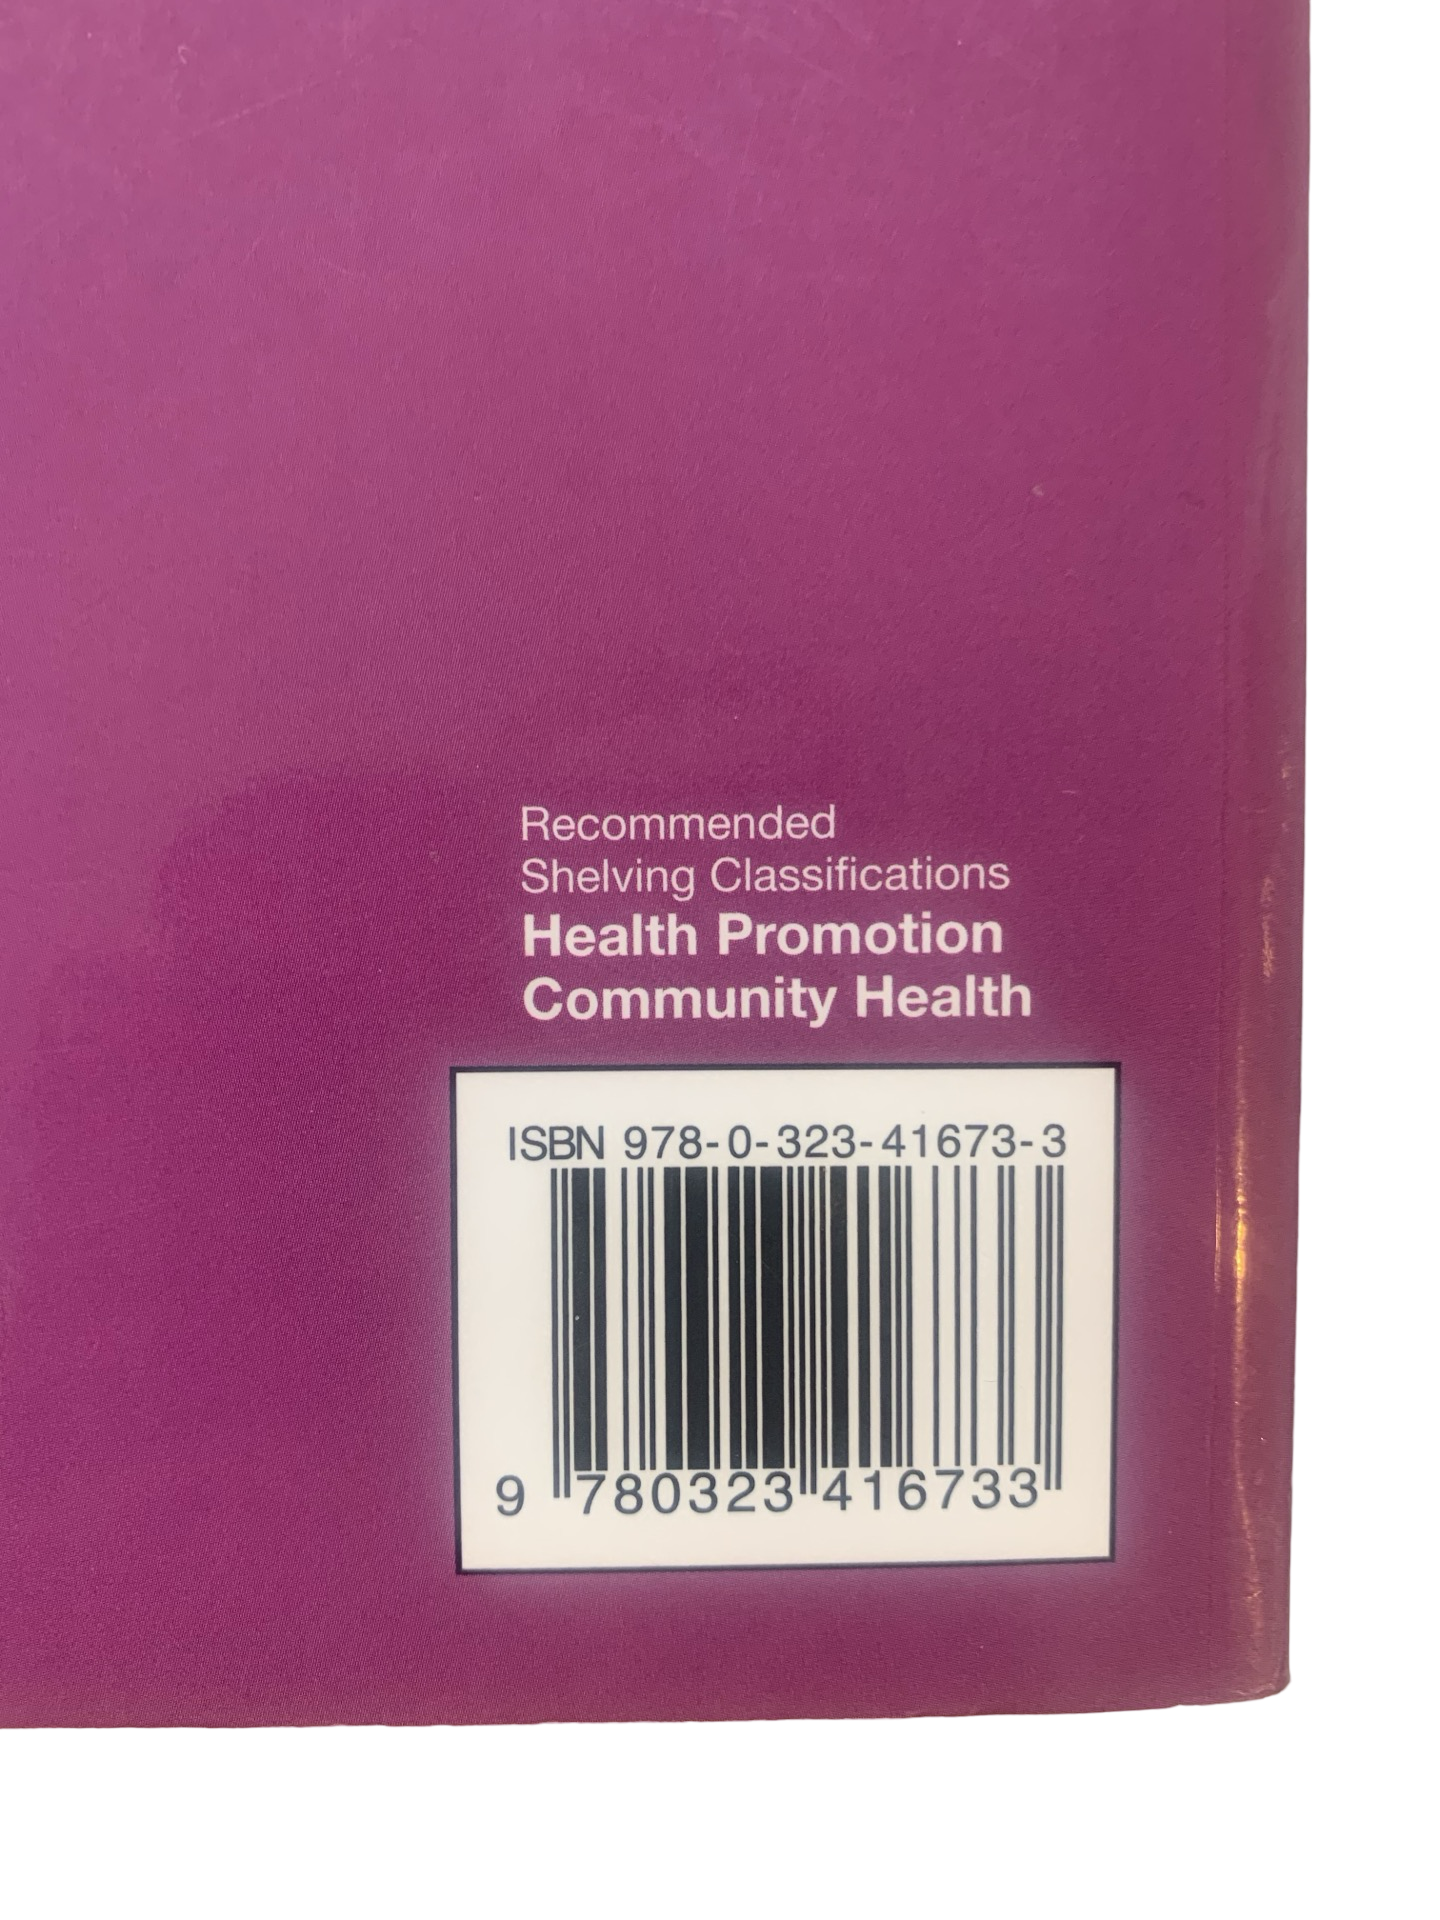 Recommended
Shelving Classifications
Health Promotion
Community Health
ISBN 978-0-323-41673-3
9 780323 416733